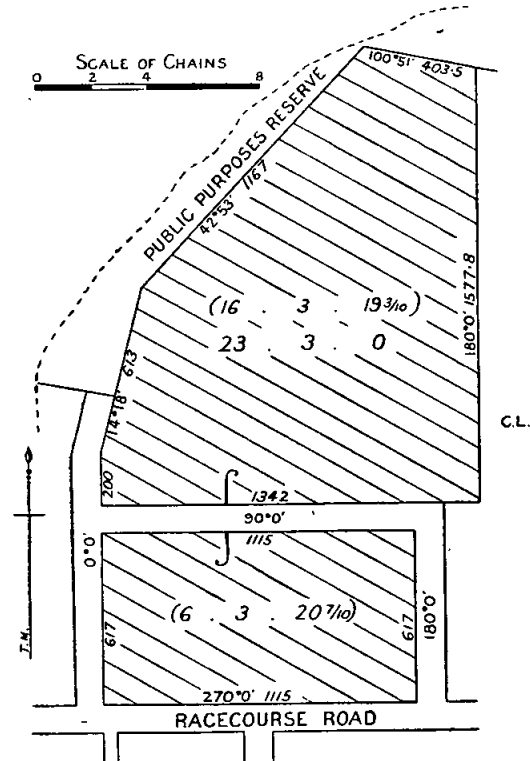 SCALE OF CHAINS
0 2 4 8
PUBLIC PURPOSES RESERVE
100°51' 403·5
42°53' 1167
(16 . 3 . 19 3/10)
23 . 3 . 0
180°0' 1577·8
14°18' 613
C.L.
200
1342
90°0'
1115
0°0'
617
(6 . 3 . 20 7/10)
617
180°0'
T.M.
270°0' 1115
RACECOURSE ROAD